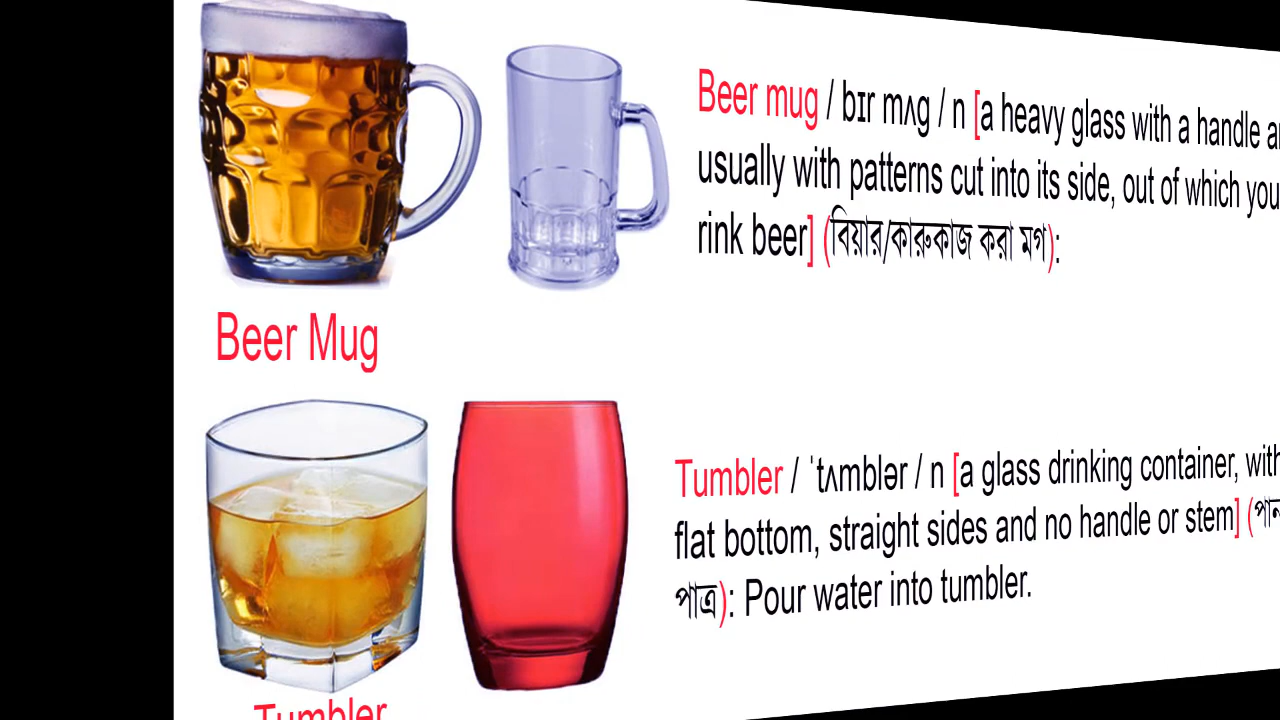 Beer mug / bɪr mʌg / n [a heavy glass with a handle
usually with patterns cut into its side, out of which you
rink beer] (বিয়ার/কারুকাজ করা মগ):
Beer Mug
Tumbler / ˈtʌmblər / n [a glass drinking container, with
flat bottom, straight sides and no handle or stem] (
পাত্র): Pour water into tumbler.
Tumbler